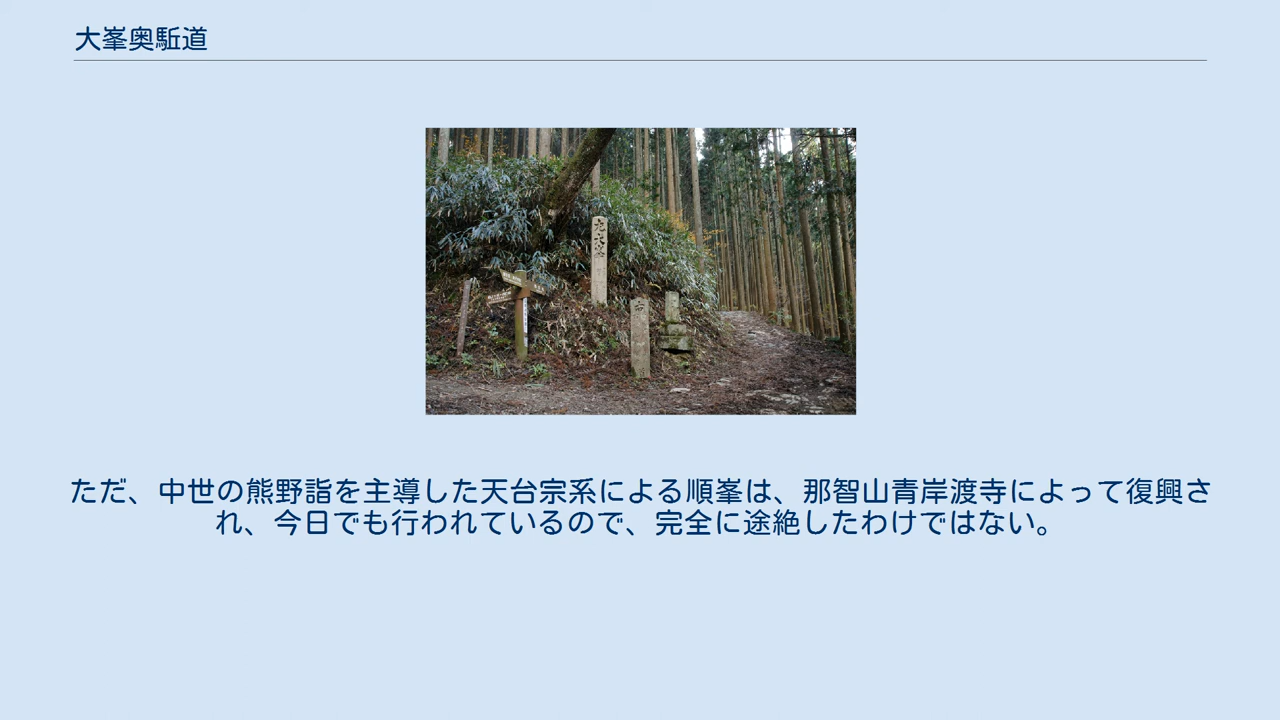 大峯奥駈道
ただ、中世の熊野詣を主導した天台宗系による順峯は、那智山青岸渡寺によって復興さ
れ、今日でも行われているので、完全に途絶したわけではない。